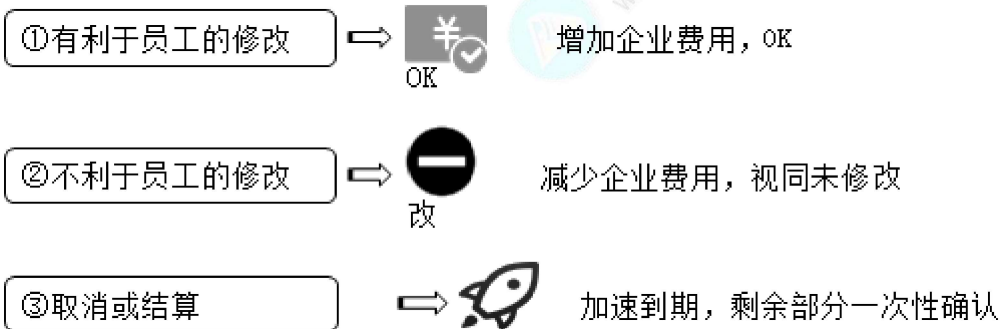 ①有利于员工的修改
¥
OK
增加企业费用，OK
②不利于员工的修改
改
减少企业费用，视同未修改
③取消或结算
加速到期，剩余部分一次性确认